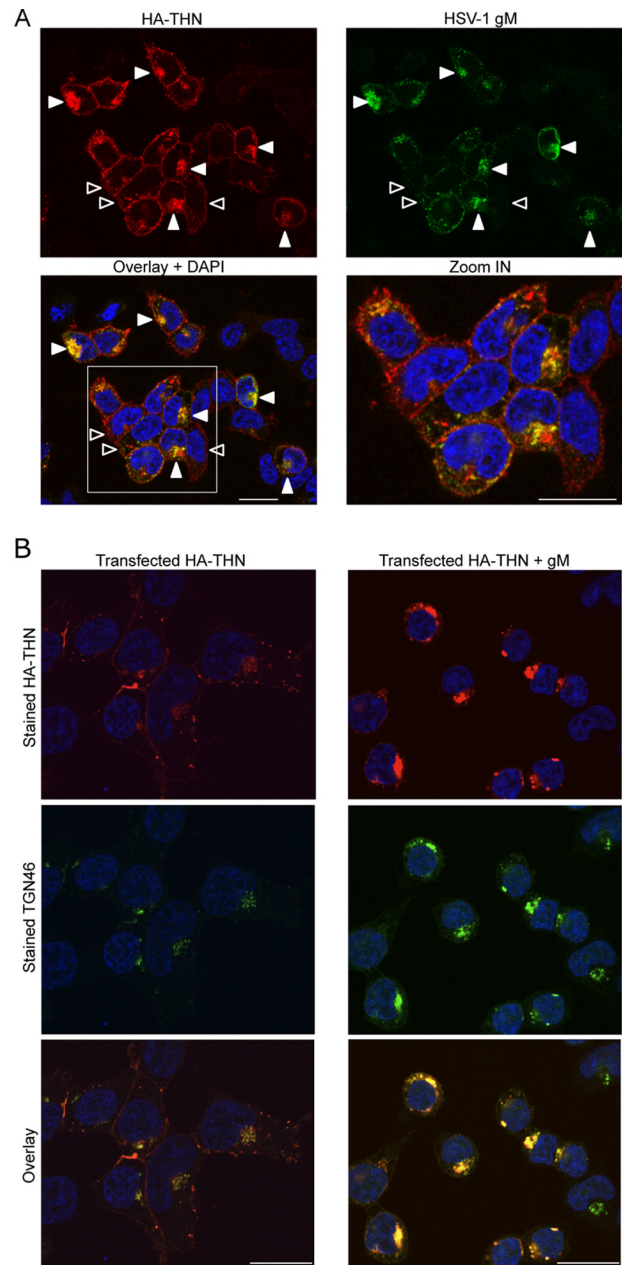 A
HA-THN
HSV-1 gM
Overlay + DAPI
Zoom IN
B
Transfected HA-THN
Transfected HA-THN + gM
Stained HA-THN
Stained TGN46
Overlay